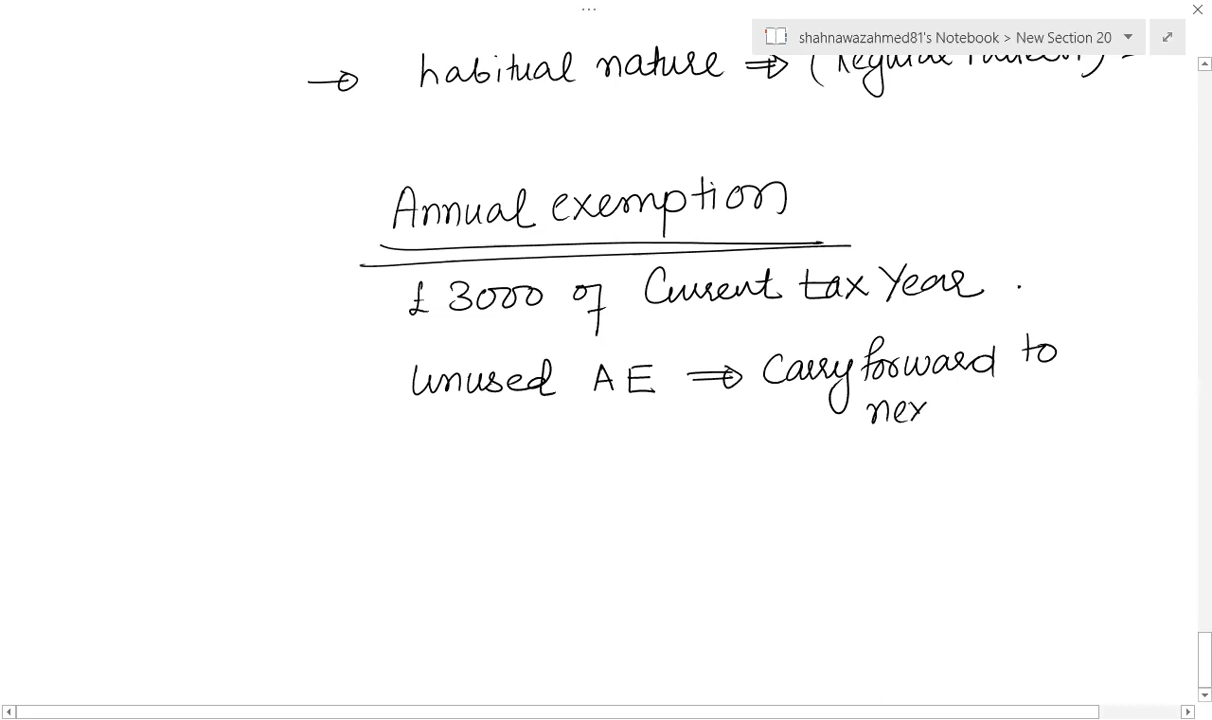 shahnawazahmed81's Notebook > New Section 20
→ habitual nature ⇒ (
Annual exemption
£ 3000 of Current tax Year .
Unused AE ⇒ Carry forward to
nex